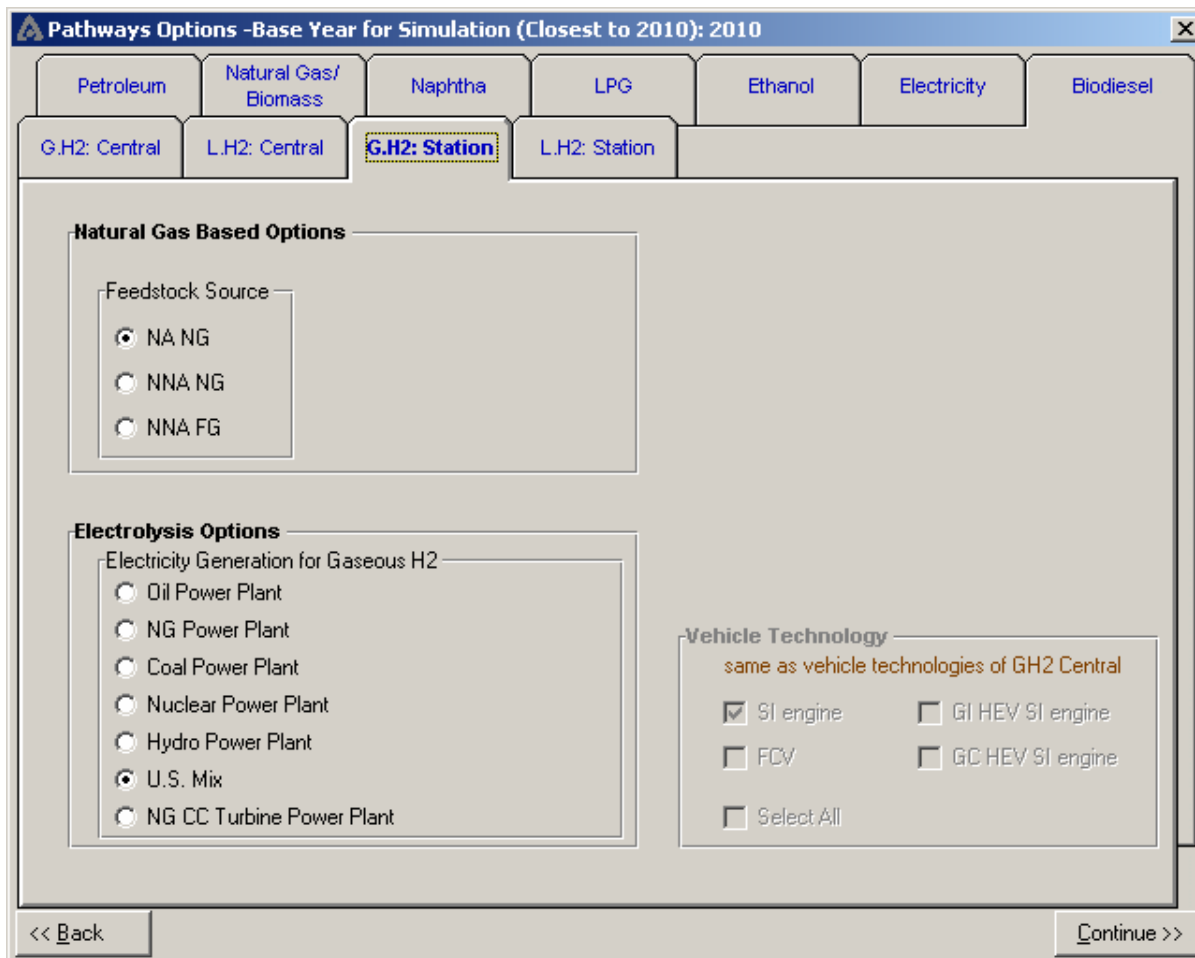 Pathways Options -Base Year for Simulation (Closest to 2010): 2010
Petroleum
Natural Gas/
Biomass
Naphtha
LPG
Ethanol
Electricity
Biodiesel
G.H2: Central
L.H2: Central
G.H2: Station
L.H2: Station
Natural Gas Based Options
Feedstock Source
NA NG
NNA NG
NNA FG
Electrolysis Options
Electricity Generation for Gaseous H2
Oil Power Plant
NG Power Plant
Coal Power Plant
Nuclear Power Plant
Hydro Power Plant
U.S. Mix
NG CC Turbine Power Plant
Vehicle Technology
same as vehicle technologies of GH2 Central
SI engine
GI HEV SI engine
FCV
GC HEV SI engine
Select All
<< Back
Continue >>